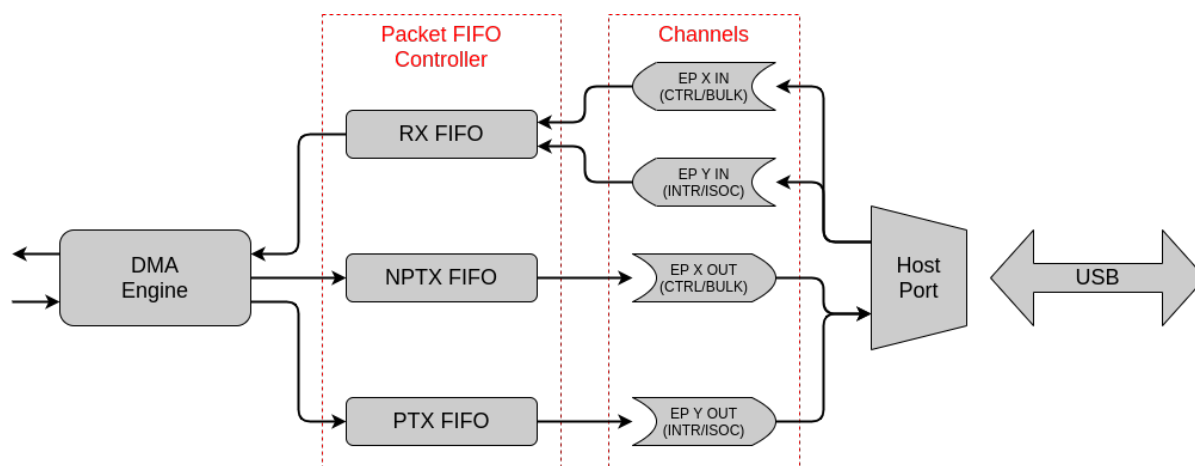 Packet FIFO
Controller
Channels
EP X IN
(CTRL/BULK)
RX FIFO
EP Y IN
(INTR/ISOC)
DMA
Engine
NPTX FIFO
EP X OUT
(CTRL/BULK)
Host
Port
USB
PTX FIFO
EP Y OUT
(INTR/ISOC)